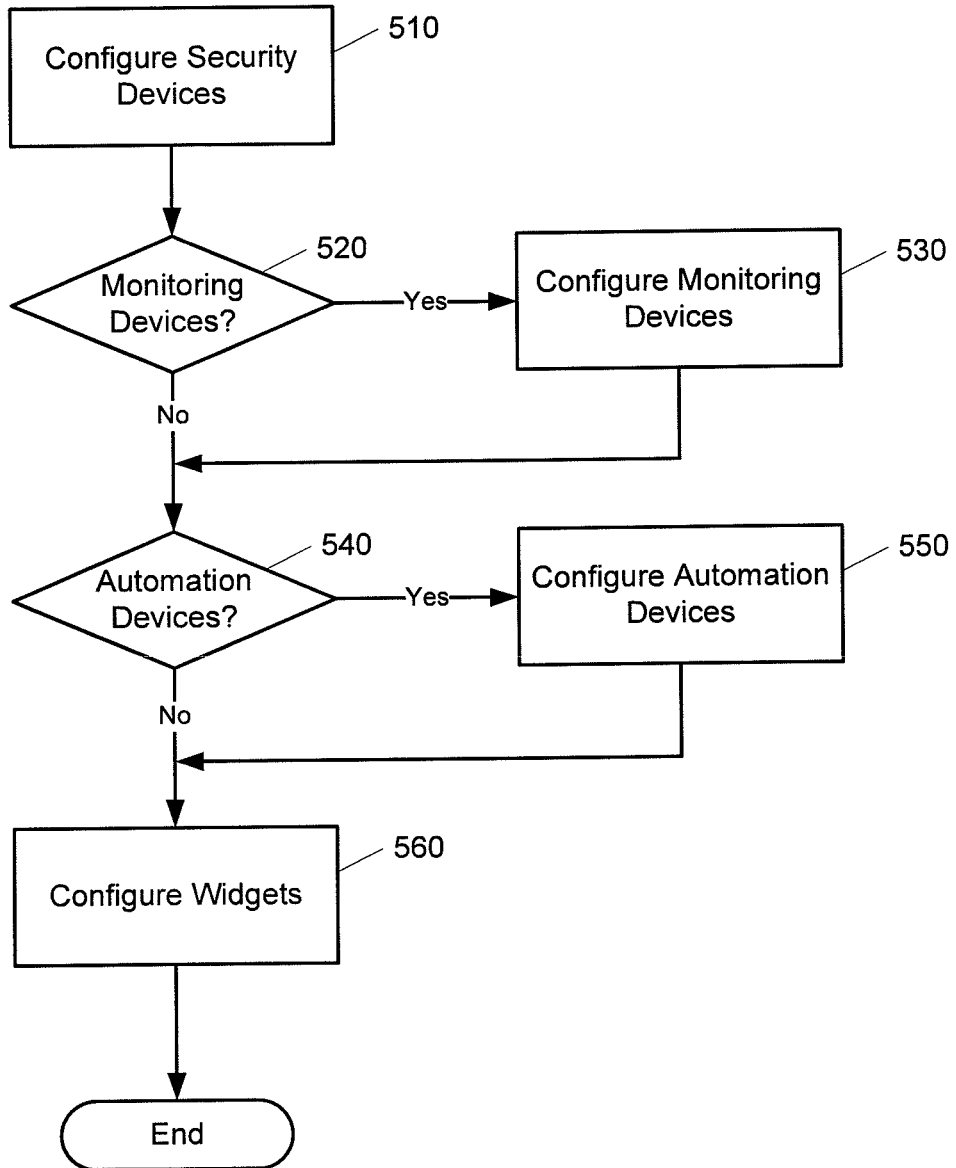 Configure Security
Devices
510
520
Monitoring
Devices?
Yes
Configure Monitoring
Devices
530
No
540
Automation
Devices?
Yes
Configure Automation
Devices
550
No
Configure Widgets
560
End